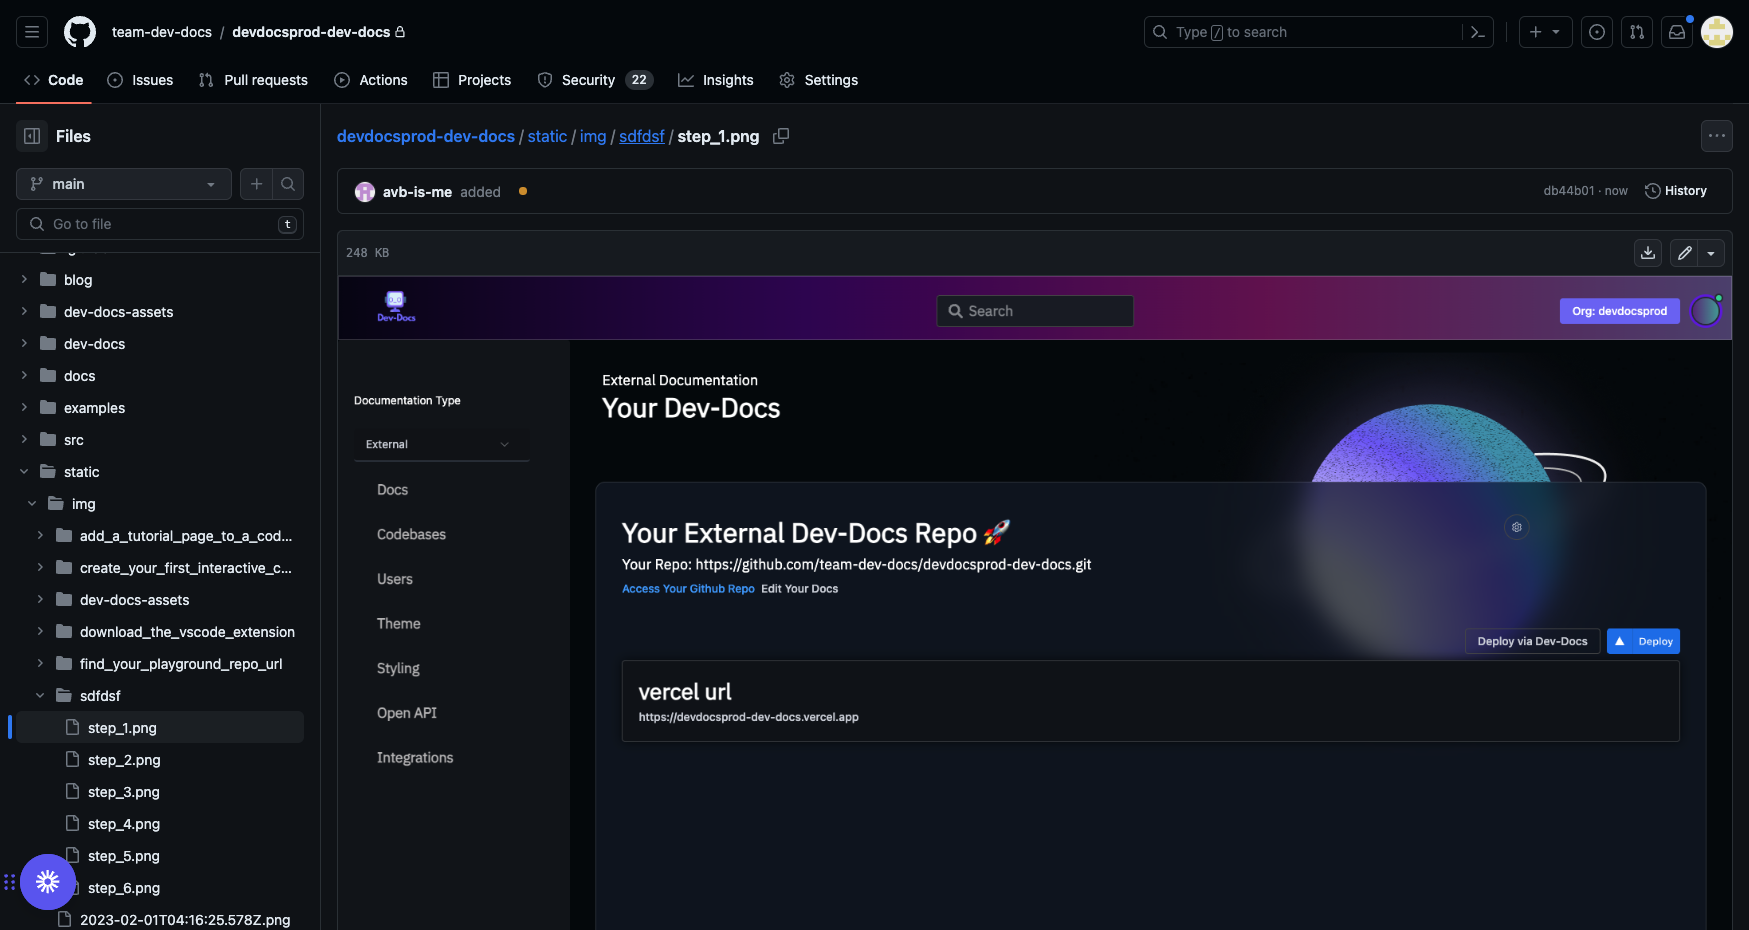 team-dev-docs / devdocsprod-dev-docs
Type / to search
Code
Issues
Pull requests
Actions
Projects
Security 22
Insights
Settings
Files
main
Go to file
t
blog
dev-docs-assets
dev-docs
docs
examples
src
static
img
add_a_tutorial_page_to_a_cod...
create_your_first_interactive_c...
dev-docs-assets
download_the_vscode_extension
find_your_playground_repo_url
sdfdsf
step_1.png
step_2.png
step_3.png
step_4.png
step_5.png
step_6.png
2023-02-01T04:16:25.578Z.png
devdocsprod-dev-docs / static / img / sdfdsf / step_1.png
avb-is-me added
db44b01 · now
History
248 KB
Dev-Docs
Search
Org: devdocsprod
Documentation Type
External
Docs
Codebases
Users
Theme
Styling
Open API
Integrations
External Documentation
Your Dev-Docs
Your External Dev-Docs Repo 🚀
Your Repo: https://github.com/team-dev-docs/devdocsprod-dev-docs.git
Access Your Github Repo Edit Your Docs
Deploy via Dev-Docs
Deploy
vercel url
https://devdocsprod-dev-docs.vercel.app